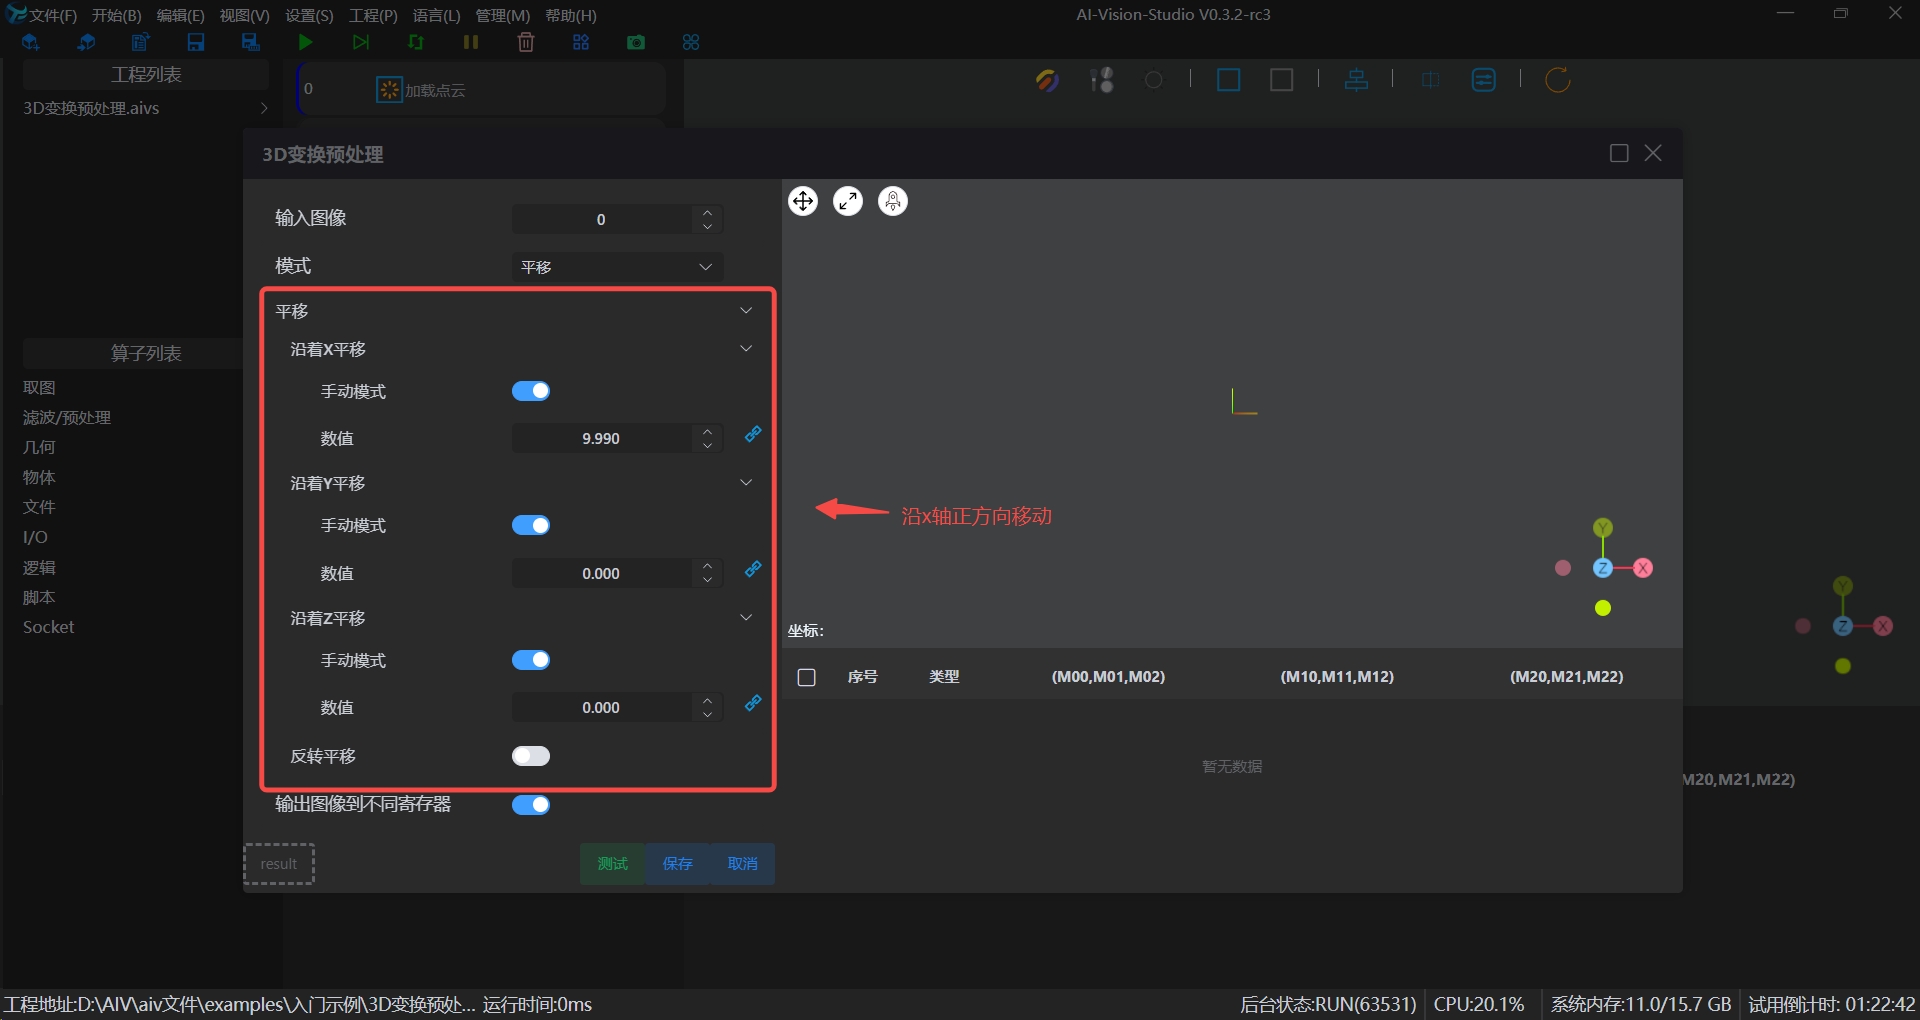 文件(F) 开始(B) 编辑(E) 视图(V) 设置(S) 工程(P) 语言(L) 管理(M) 帮助(H)
AI-Vision-Studio V0.3.2-rc3
工程列表
3D变换预处理.aivs
0 加载点云
算子列表
取图
滤波/预处理
几何
物体
文件
I/O
逻辑
脚本
Socket
3D变换预处理
输入图像 0
模式 平移
平移
沿着X平移
手动模式
数值 9.990
沿着Y平移
手动模式
数值 0.000
沿着Z平移
手动模式
数值 0.000
反转平移
输出图像到不同寄存器
result
测试 保存 取消
沿x轴正方向移动
Y
Z X
坐标:
序号 类型 (M00,M01,M02) (M10,M11,M12) (M20,M21,M22)
暂无数据
Y
Z X
M20,M21,M22)
工程地址:D:\AIV\aiv文件\examples\入门示例\3D变换预处... 运行时间:0ms
后台状态:RUN(63531) CPU:20.1% 系统内存:11.0/15.7 GB 试用倒计时: 01:22:42